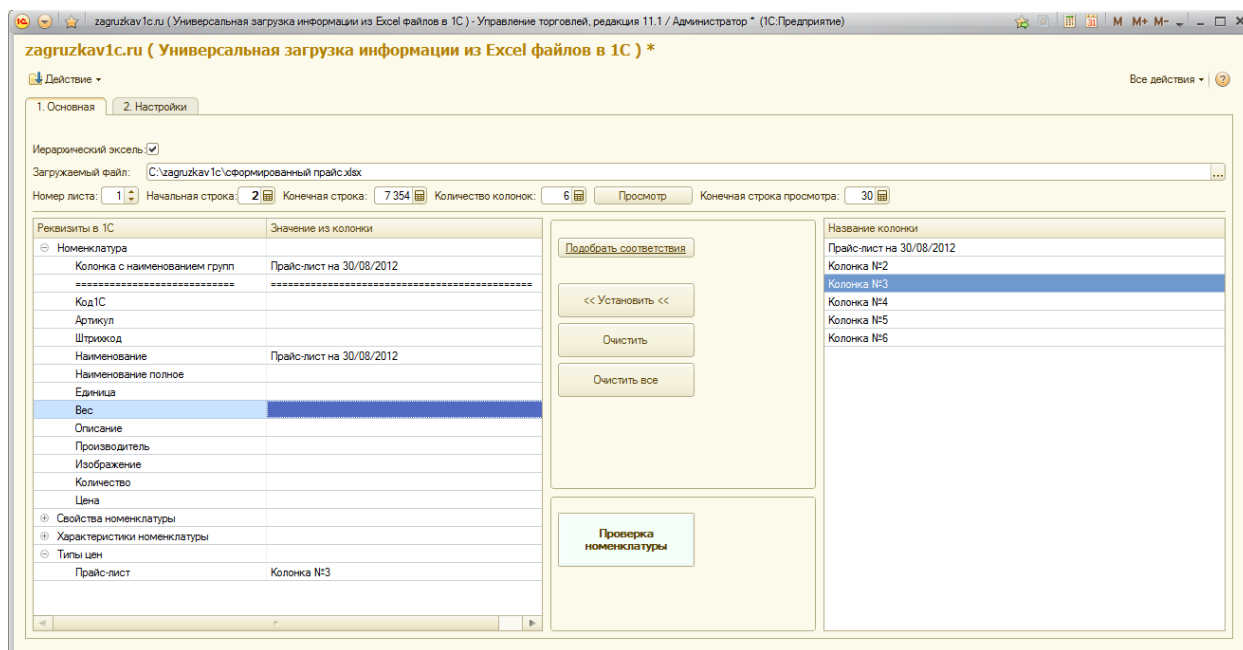 zagruzkav1c.ru ( Универсальная загрузка информации из Excel файлов в 1С ) - Управление торговлей, редакция 11.1 / Администратор * (1С:Предприятие) M M+ M-
zagruzkav1c.ru ( Универсальная загрузка информации из Excel файлов в 1С ) *
Действие Все действия
1. Основная 2. Настройки
Иерархический эксель:
Загружаемый файл: C:\zagruzkav1c\сформированный прайс.xlsx ...
Номер листа: 1 Начальная строка: 2 Конечная строка: 7 354 Количество колонок: 6 Просмотр Конечная строка просмотра: 30
Реквизиты в 1С Значение из колонки Название колонки
Номенклатура Подобрать соответствия Прайс-лист на 30/08/2012
Колонка с наименованием групп Прайс-лист на 30/08/2012 Колонка №2
============================ ============================================== Колонка №3
Код1С << Установить << Колонка №4
Артикул Колонка №5
Штрихкод Очистить Колонка №6
Наименование Прайс-лист на 30/08/2012
Наименование полное Очистить все
Единица
Вес
Описание
Производитель
Изображение
Количество
Цена
Свойства номенклатуры
Характеристики номенклатуры Проверка номенклатуры
Типы цен
Прайс-лист Колонка №3